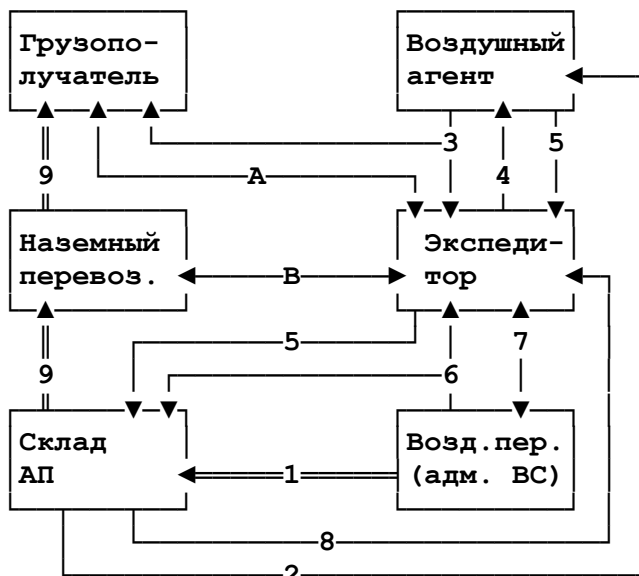 Грузопо-
лучатель
Воздушный
агент
3
5
9
А
4
Наземный
перевоз.
В
Экспеди-
тор
5
7
9
6
Склад
АП
1
Возд.пер.
(адм. ВС)
8
2